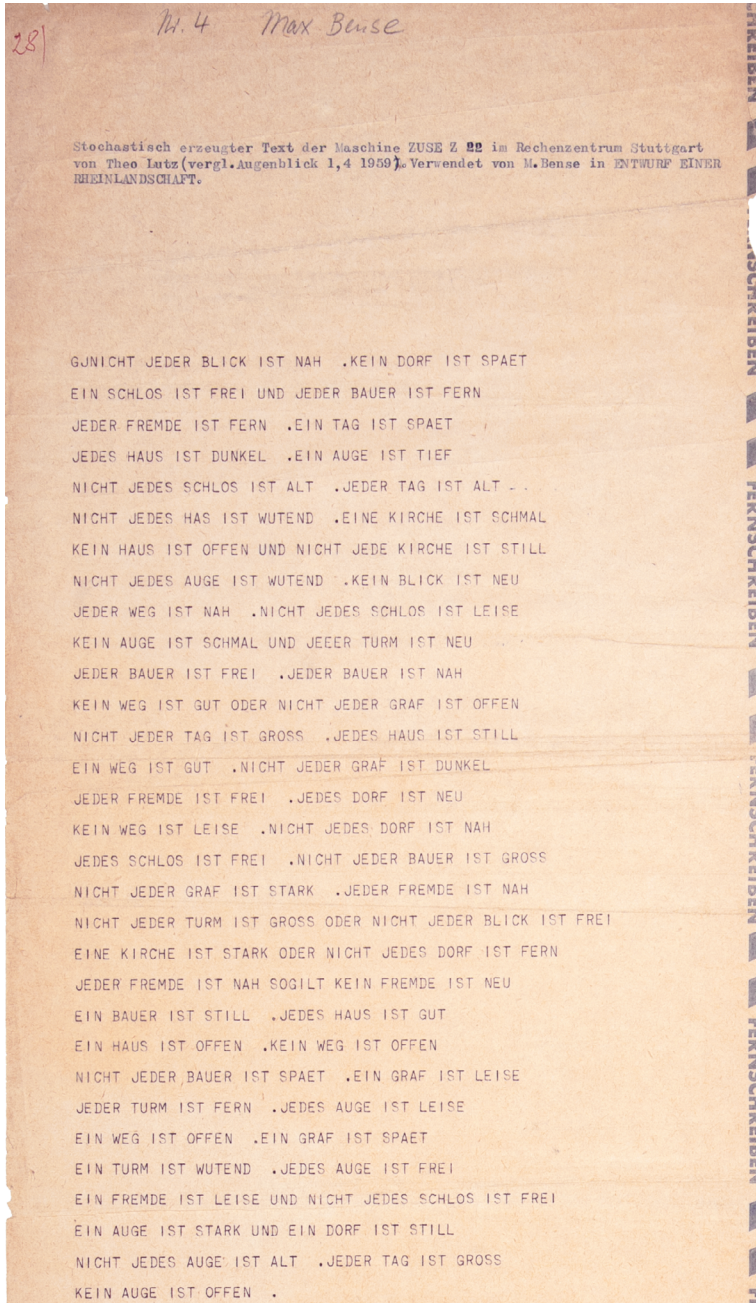 Nr. 4 Max Bense
28)
Stochastisch erzeugter Text der Maschine ZUSE Z 22 im Rechenzentrum Stuttgart
von Theo Lutz(vergl.Augenblick 1,4 1959).Verwendet von M.Bense in ENTWURF EINER
RHEINLANDSCHAFT.
GJNICHT JEDER BLICK IST NAH .KEIN DORF IST SPAET
EIN SCHLOS IST FREI UND JEDER BAUER IST FERN
JEDER FREMDE IST FERN .EIN TAG IST SPAET
JEDES HAUS IST DUNKEL .EIN AUGE IST TIEF
NICHT JEDES SCHLOS IST ALT .JEDER TAG IST ALT
NICHT JEDES HAS IST WUTEND .EINE KIRCHE IST SCHMAL
KEIN HAUS IST OFFEN UND NICHT JEDE KIRCHE IST STILL
NICHT JEDES AUGE IST WUTEND .KEIN BLICK IST NEU
JEDER WEG IST NAH .NICHT JEDES SCHLOS IST LEISE
KEIN AUGE IST SCHMAL UND JEEER TURM IST NEU
JEDER BAUER IST FREI .JEDER BAUER IST NAH
KEIN WEG IST GUT ODER NICHT JEDER GRAF IST OFFEN
NICHT JEDER TAG IST GROSS .JEDES HAUS IST STILL
EIN WEG IST GUT .NICHT JEDER GRAF IST DUNKEL
JEDER FREMDE IST FREI .JEDES DORF IST NEU
KEIN WEG IST LEISE .NICHT JEDES DORF IST NAH
JEDES SCHLOS IST FREI .NICHT JEDER BAUER IST GROSS
NICHT JEDER GRAF IST STARK .JEDER FREMDE IST NAH
NICHT JEDER TURM IST GROSS ODER NICHT JEDER BLICK IST FREI
EINE KIRCHE IST STARK ODER NICHT JEDES DORF IST FERN
JEDER FREMDE IST NAH SOGILT KEIN FREMDE IST NEU
EIN BAUER IST STILL .JEDES HAUS IST GUT
EIN HAUS IST OFFEN .KEIN WEG IST OFFEN
NICHT JEDER BAUER IST SPAET .EIN GRAF IST LEISE
JEDER TURM IST FERN .JEDES AUGE IST LEISE
EIN WEG IST OFFEN .EIN GRAF IST SPAET
EIN TURM IST WUTEND .JEDES AUGE IST FREI
EIN FREMDE IST LEISE UND NICHT JEDES SCHLOS IST FREI
EIN AUGE IST STARK UND EIN DORF IST STILL
NICHT JEDES AUGE IST ALT .JEDER TAG IST GROSS
KEIN AUGE IST OFFEN .
FERNSCHREIBEN
FERNSCHREIBEN
FERNSCHREIBEN